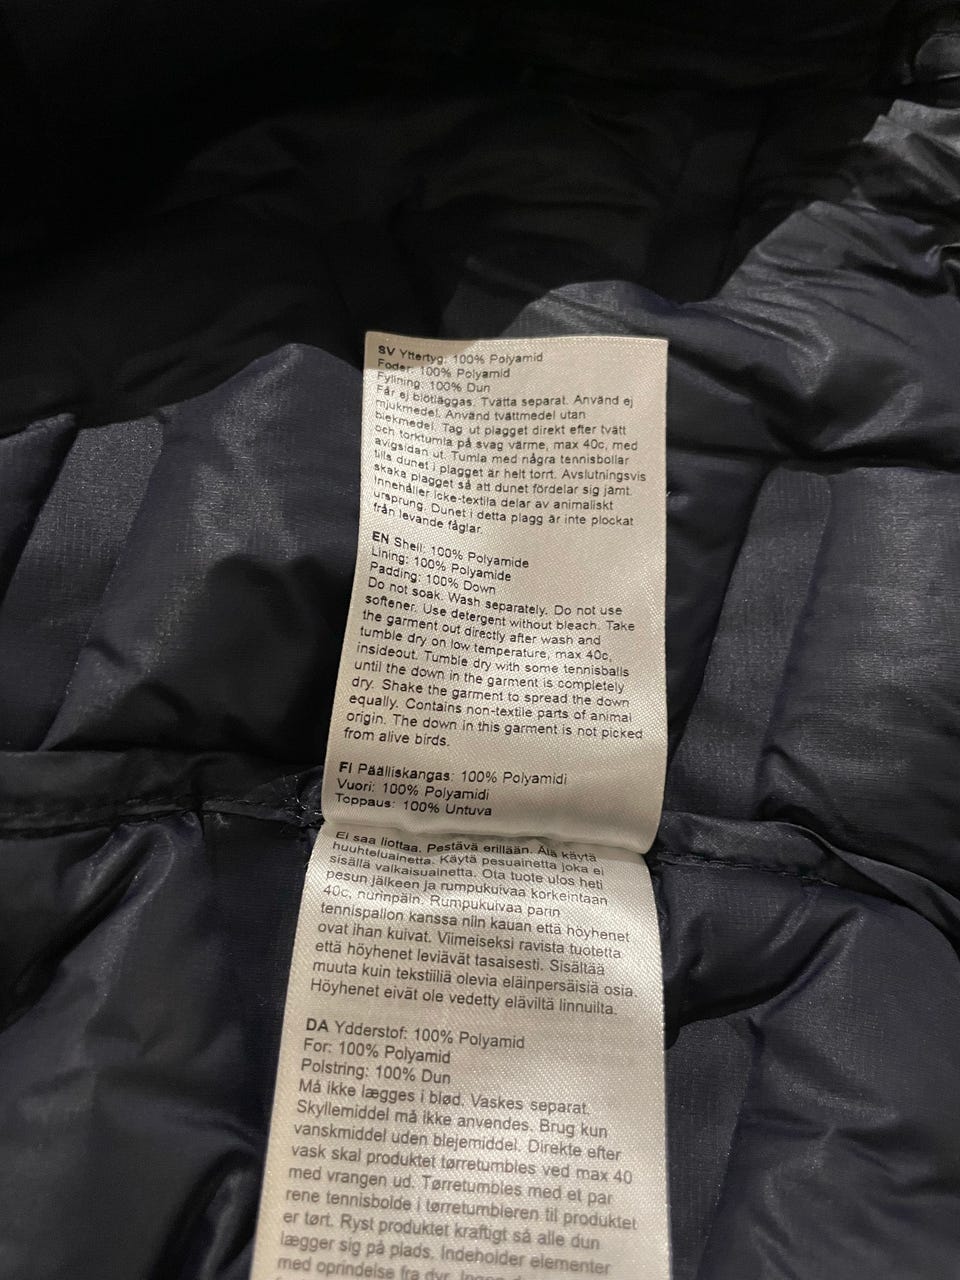 SV Yttertyg: 100% Polyamid
Foder: 100% Polyamid
Fyllning: 100% Dun
Får ej blötläggas. Tvätta separat. Använd ej
mjukmedel. Använd tvättmedel utan
blekmedel. Tag ut plagget direkt efter tvätt
och torktumla på svag värme, max 40c, med
avigsidan ut. Tumla med några tennisbollar
tills dunet i plagget är helt torrt. Avslutningsvis
skaka plagget så att dunet fördelar sig jämt.
Innehåller icke-textila delar av animaliskt
ursprung. Dunet i detta plagg är inte plockat
från levande fåglar.
EN Shell: 100% Polyamide
Lining: 100% Polyamide
Padding: 100% Down
Do not soak. Wash separately. Do not use
softener. Use detergent without bleach. Take
the garment out directly after wash and
tumble dry on low temperature, max 40c,
insideout. Tumble dry with some tennisballs
until the down in the garment is completely
dry. Shake the garment to spread the down
equally. Contains non-textile parts of animal
origin. The down in this garment is not picked
from alive birds.
FI Päälliskangas: 100% Polyamidi
Vuori: 100% Polyamidi
Toppaus: 100% Untuva
Ei saa liottaa. Pestävä erillään. Älä käytä
huuhteluainetta. Käytä pesuainetta joka ei
sisällä valkaisuainetta. Ota tuote ulos heti
pesun jälkeen ja rumpukuivaa korkeintaan
40c, nurinpäin. Rumpukuivaa parin
tennispallon kanssa niin kauan että höyhenet
ovat ihan kuivat. Viimeiseksi ravista tuotetta
että höyhenet leviävät tasaisesti. Sisältää
muuta kuin tekstiiliä olevia eläinpersäisiä osia.
Höyhenet eivät ole vedetty eläviltä linnuilta.
DA Ydderstof: 100% Polyamid
For: 100% Polyamid
Polstring: 100% Dun
Må ikke lægges i blød. Vaskes separat.
Skyllemiddel må ikke anvendes. Brug kun
vanskmiddel uden blejemiddel. Direkte efter
vask skal produktet tørretumbles ved max 40
med vrangen ud. Tørretumbles med et par
rene tennisbolde i tørretumbleren til produktet
er tørt. Ryst produktet kraftigt så alle dun
lægger sig på plads. Indeholder elementer
med oprindelse fra dyr.